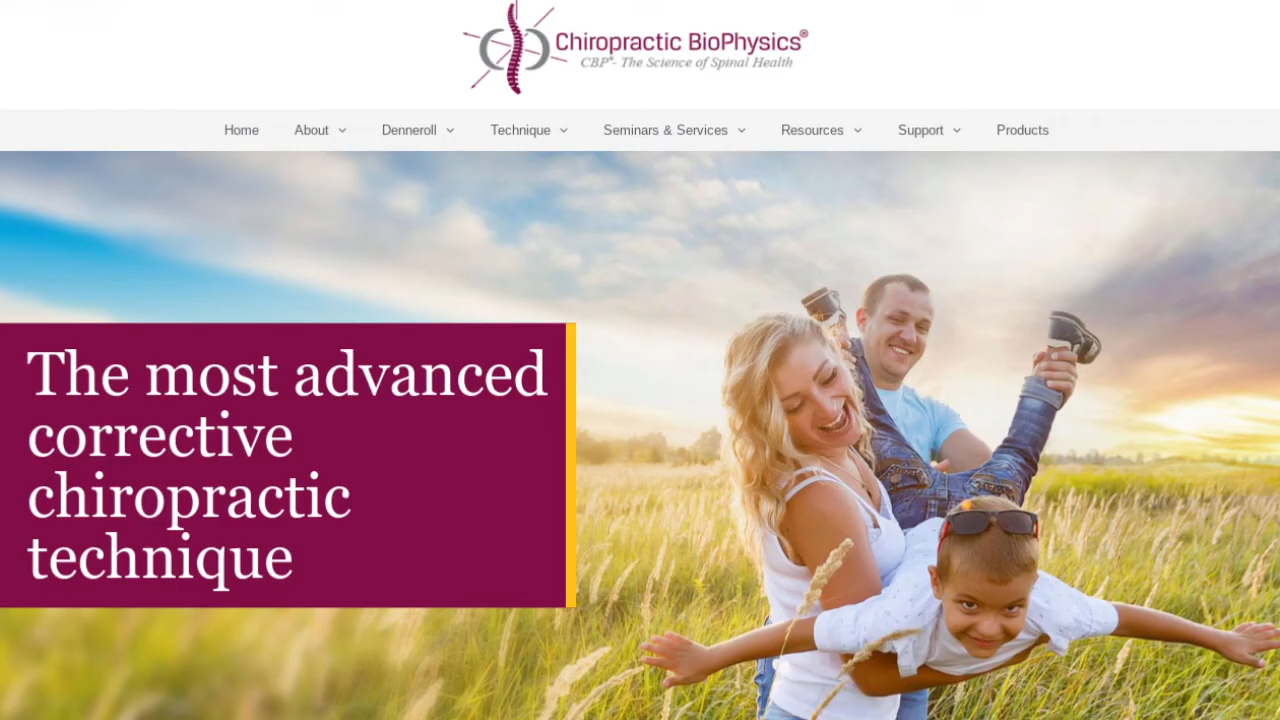 Chiropractic BioPhysics®
CBP®- The Science of Spinal Health
Home About Denneroll Technique Seminars & Services Resources Support Products
The most advanced
corrective
chiropractic
technique